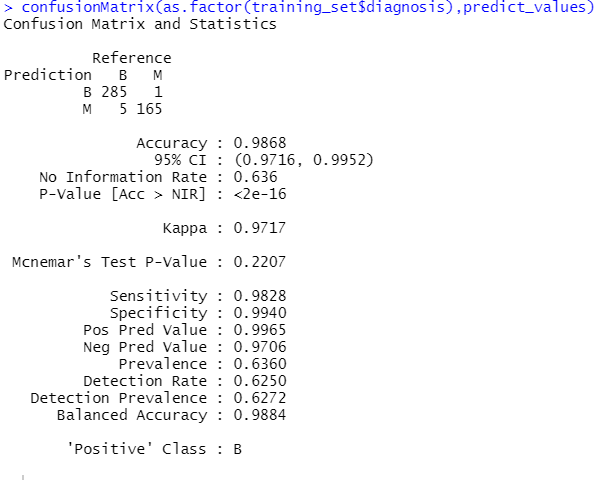 > confusionMatrix(as.factor(training_set$diagnosis),predict_values)
Confusion Matrix and Statistics
Reference
Prediction B M
B 285 1
M 5 165
Accuracy : 0.9868
95% CI : (0.9716, 0.9952)
No Information Rate : 0.636
P-Value [Acc > NIR] : <2e-16
Kappa : 0.9717
Mcnemar's Test P-Value : 0.2207
Sensitivity : 0.9828
Specificity : 0.9940
Pos Pred Value : 0.9965
Neg Pred Value : 0.9706
Prevalence : 0.6360
Detection Rate : 0.6250
Detection Prevalence : 0.6272
Balanced Accuracy : 0.9884
'Positive' Class : B